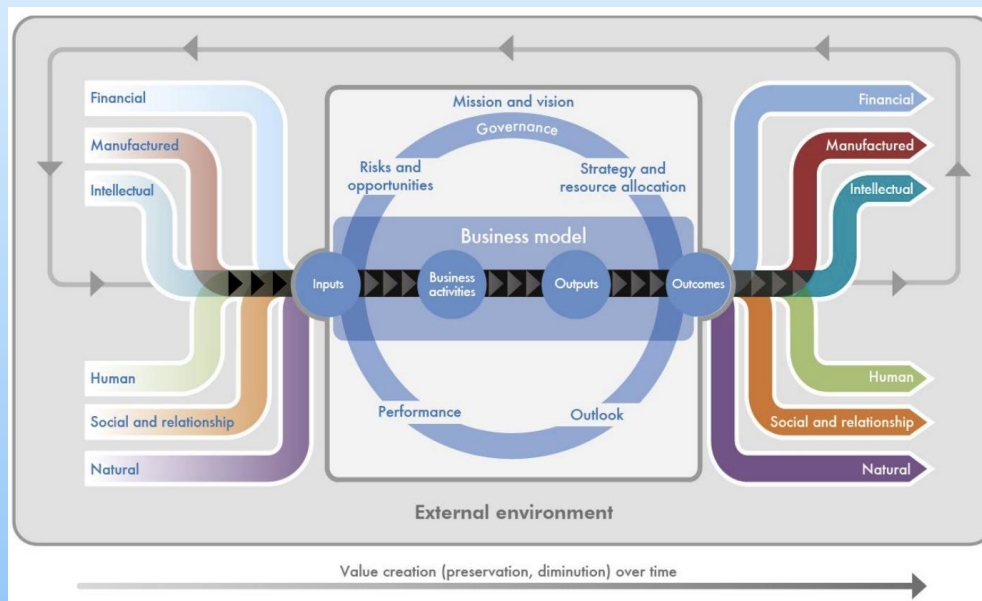 Financial
Manufactured
Intellectual
Human
Social and relationship
Natural
Mission and vision
Governance
Risks and
opportunities
Strategy and
resource allocation
Business model
Inputs
Business
activities
Outputs
Outcomes
Performance
Outlook
Financial
Manufactured
Intellectual
Human
Social and relationship
Natural
External environment
Value creation (preservation, diminution) over time